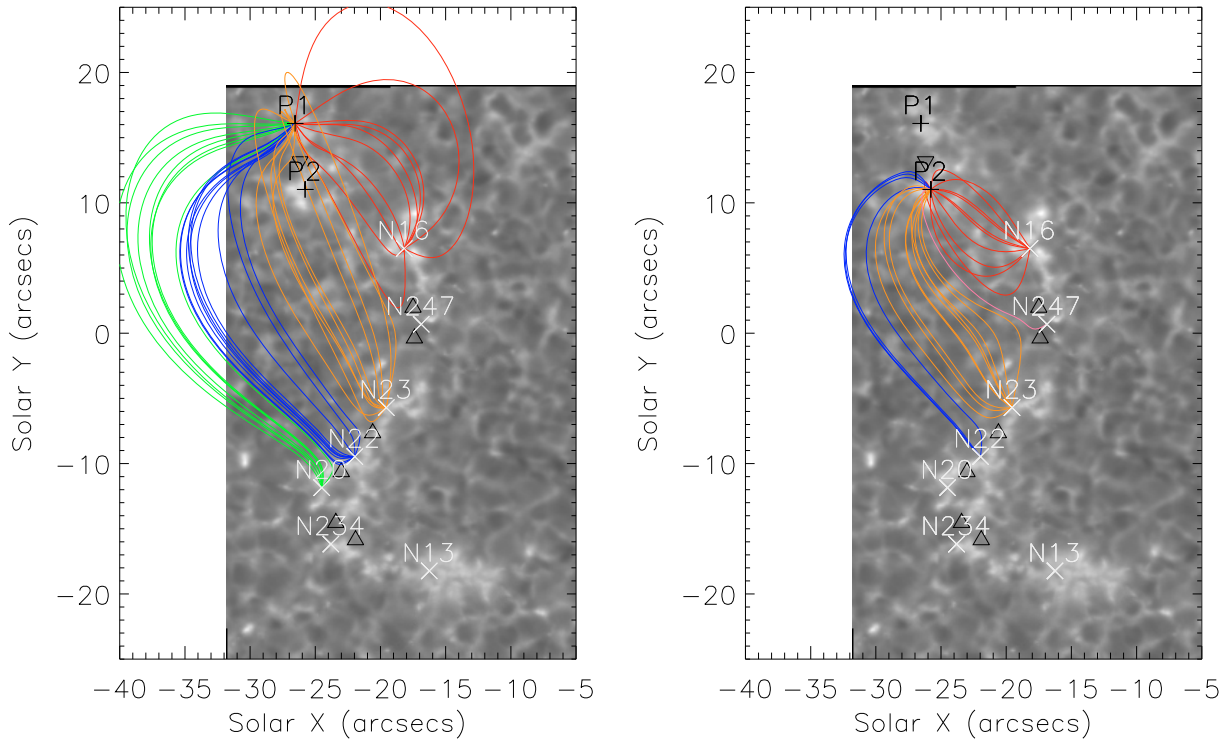 20
10
0
−10
−20
Solar Y (arcsecs)
P1
P2
N16
N247
N23
N22
N20
N234
N13
−40 −35 −30 −25 −20 −15 −10 −5
Solar X (arcsecs)
20
10
0
−10
−20
Solar Y (arcsecs)
P1
P2
N16
N247
N23
N22
N20
N234
N13
−40 −35 −30 −25 −20 −15 −10 −5
Solar X (arcsecs)